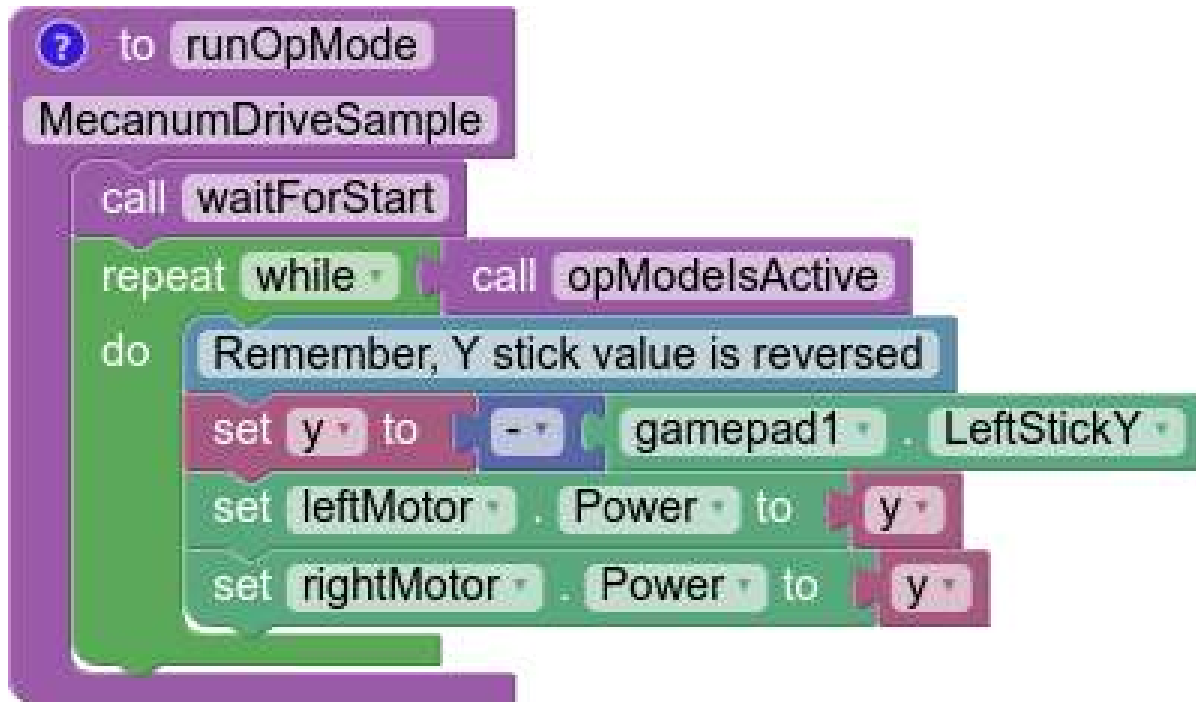 ? to runOpMode
MecanumDriveSample
call waitForStart
repeat while call opModeIsActive
do Remember, Y stick value is reversed
set y to - gamepad1 . LeftStickY
set leftMotor . Power to y
set rightMotor . Power to y